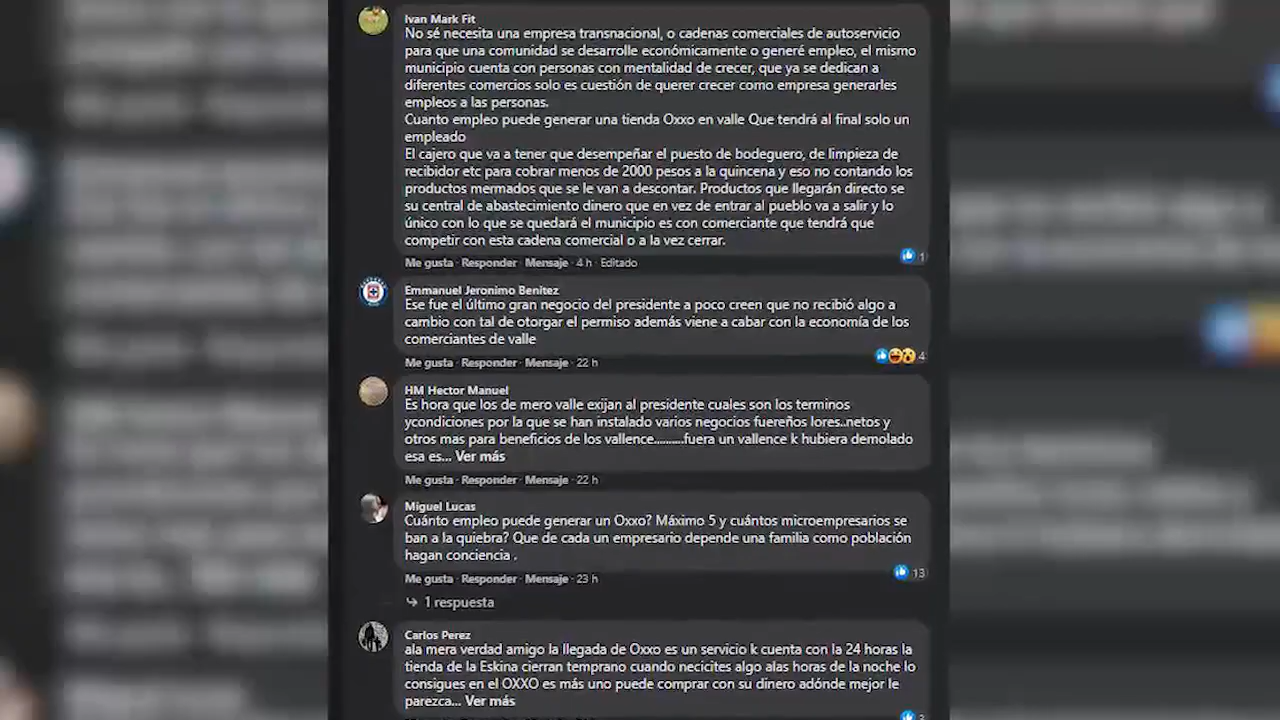 Ivan Mark Fit
No sé necesita una empresa transnacional, o cadenas comerciales de autoservicio
para que una comunidad se desarrolle económicamente o generé empleo, el mismo
municipio cuenta con personas con mentalidad de crecer, que ya se dedican a
diferentes comercios solo es cuestión de querer crecer como empresa generarles
empleos a las personas.
Cuanto empleo puede generar una tienda Oxxo en valle Que tendrá al final solo un
empleado
El cajero que va a tener que desempeñar el puesto de bodeguero, de limpieza de
recibidor etc para cobrar menos de 2000 pesos a la quincena y eso no contando los
productos mermados que se le van a descontar. Productos que llegarán directo se
su central de abastecimiento dinero que en vez de entrar al pueblo va a salir y lo
único con lo que se quedará el municipio es con comerciante que tendrá que
competir con esta cadena comercial o a la vez cerrar.
Me gusta · Responder · Mensaje · 4 h · Editado
1
Emmanuel Jeronimo Benitez
Ese fue el último gran negocio del presidente a poco creen que no recibió algo a
cambio con tal de otorgar el permiso además viene a cabar con la economía de los
comerciantes de valle
Me gusta · Responder · Mensaje · 22 h
4
HM Hector Manuel
Es hora que los de mero valle exijan al presidente cuales son los terminos
ycondiciones por la que se han instalado varios negocios fuereños lores..netos y
otros mas para beneficios de los vallence..........fuera un vallence k hubiera demolado
esa es... Ver más
Me gusta · Responder · Mensaje · 22 h
Miguel Lucas
Cuánto empleo puede generar un Oxxo? Máximo 5 y cuántos microempresarios se
ban a la quiebra? Que de cada un empresario depende una familia como población
hagan conciencia .
Me gusta · Responder · Mensaje · 23 h
13
1 respuesta
Carlos Perez
ala mera verdad amigo la llegada de Oxxo es un servicio k cuenta con la 24 horas la
tienda de la Eskina cierran temprano cuando necicites algo alas horas de la noche lo
consigues en el OXXO es más uno puede comprar con su dinero adónde mejor le
parezca... Ver más